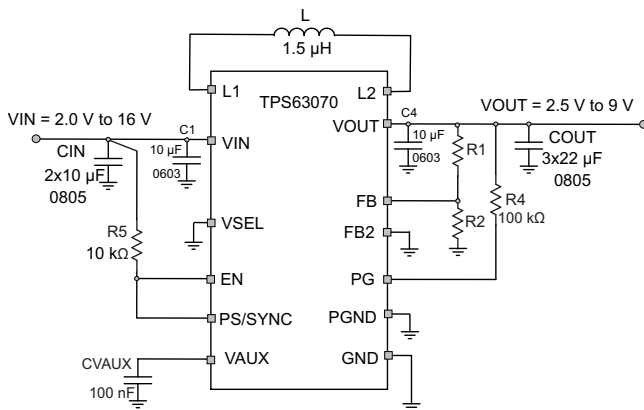 L
1.5 µH
L1
L2
TPS63070
VIN = 2.0 V to 16 V
VOUT = 2.5 V to 9 V
C1
C4
VIN
VOUT
CIN
2x10 µF
0805
10 µF
0603
10 µF
0603
COUT
3x22 µF
0805
R1
FB
R2
R4
100 kΩ
VSEL
FB2
R5
10 kΩ
EN
PG
PS/SYNC
PGND
VAUX
GND
CVAUX
100 nF